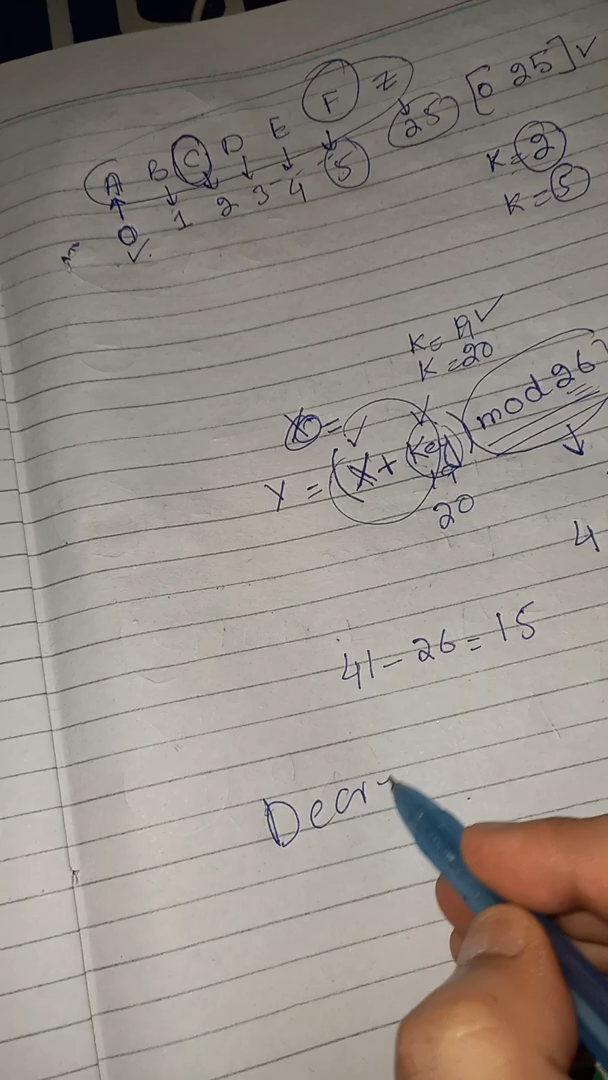 A B C D E F Z
0 1 2 3 4 5 25 [0 25]
K = 2
K = 5
K = 20
Y = (X + Key) mod 26
20
4
41 - 26 = 15
Decr